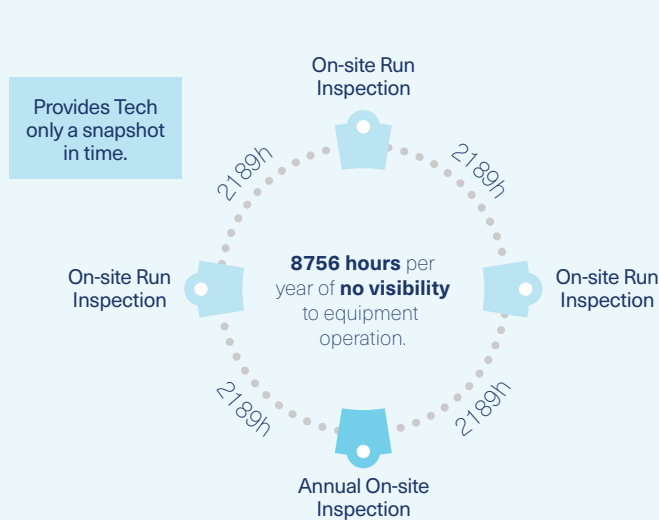 On-site Run
Inspection
Provides Tech
only a snapshot
in time.
2189h
2189h
On-site Run
Inspection
8756 hours per
year of no visibility
to equipment
operation.
On-site Run
Inspection
2189h
2189h
Annual On-site
Inspection